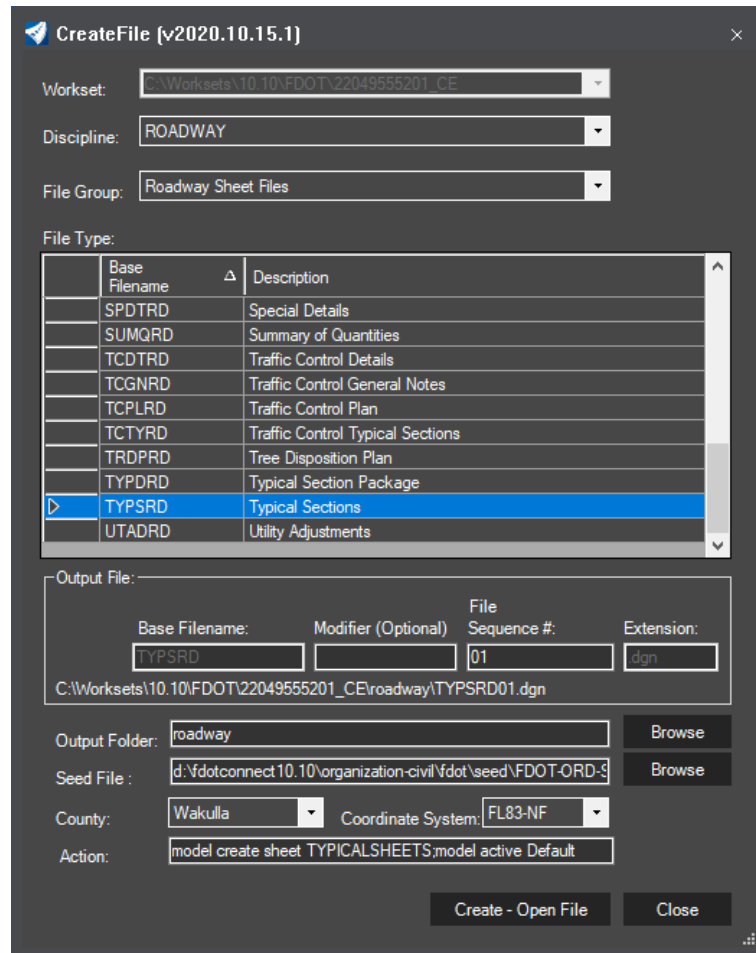 CreateFile (v2020.10.15.1)
Workset: C:\Worksets\10.10\FDOT\22049555201_CE
Discipline: ROADWAY
File Group: Roadway Sheet Files
File Type:
Base Filename Description
SPDTRD Special Details
SUMQRD Summary of Quantities
TCDTRD Traffic Control Details
TCGNRD Traffic Control General Notes
TCPLRD Traffic Control Plan
TCTYRD Traffic Control Typical Sections
TRDPRD Tree Disposition Plan
TYPDRD Typical Section Package
TYPSRD Typical Sections
UTADRD Utility Adjustments
Output File:
Base Filename: Modifier (Optional) File Sequence #: Extension:
TYPSRD 01 .dgn
C:\Worksets\10.10\FDOT\22049555201_CE\roadway\TYPSRD01.dgn
Output Folder: roadway Browse
Seed File : d:\fdotconnect10.10\organization-civil\fdot\seed\FDOT-ORD-S Browse
County: Wakulla Coordinate System: FL83-NF
Action: model create sheet TYPICALSHEETS;model active Default
Create - Open File Close